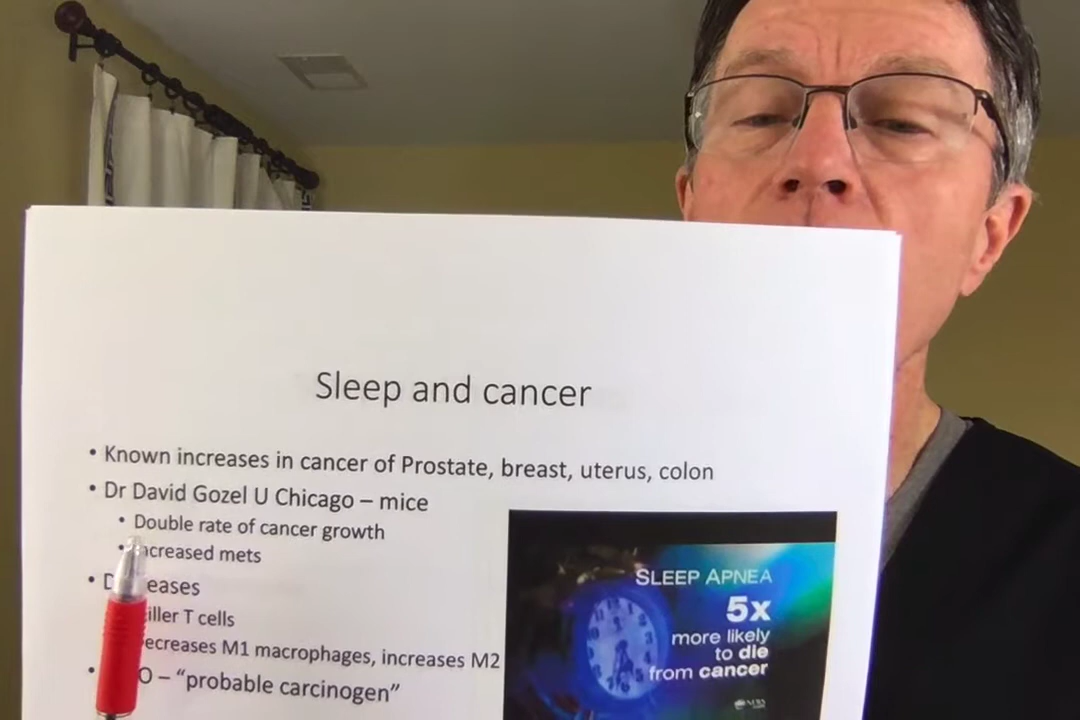 Sleep and cancer
• Known increases in cancer of Prostate, breast, uterus, colon
• Dr David Gozel U Chicago – mice
• Double rate of cancer growth
• ncreased mets
• D eases
iller T cells
ecreases M1 macrophages, increases M2
• O – “probable carcinogen”
SLEEP APNEA
5x
more likely
to die
from cancer